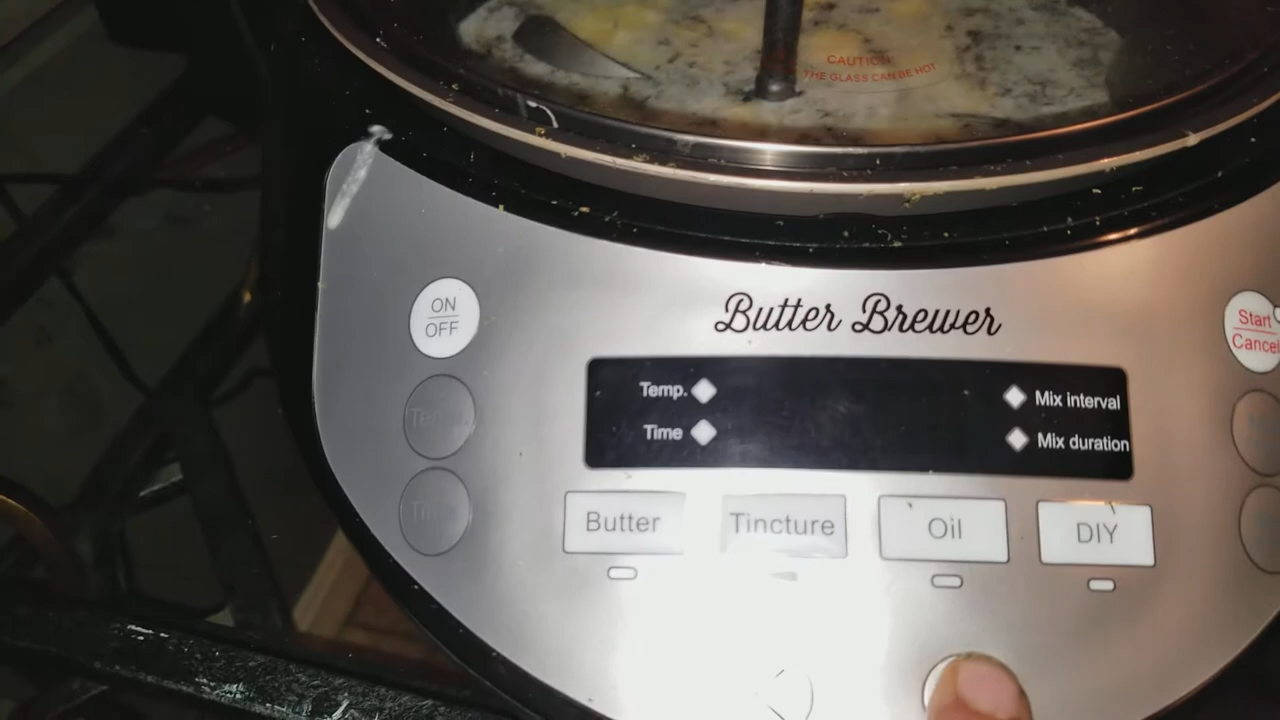 CAUTION:
THE GLASS CAN BE HOT
Butter Brewer
ON
OFF
Start
Cancel
Temp.
Mix interval
Time
Mix duration
Butter
Tincture
Oil
DIY